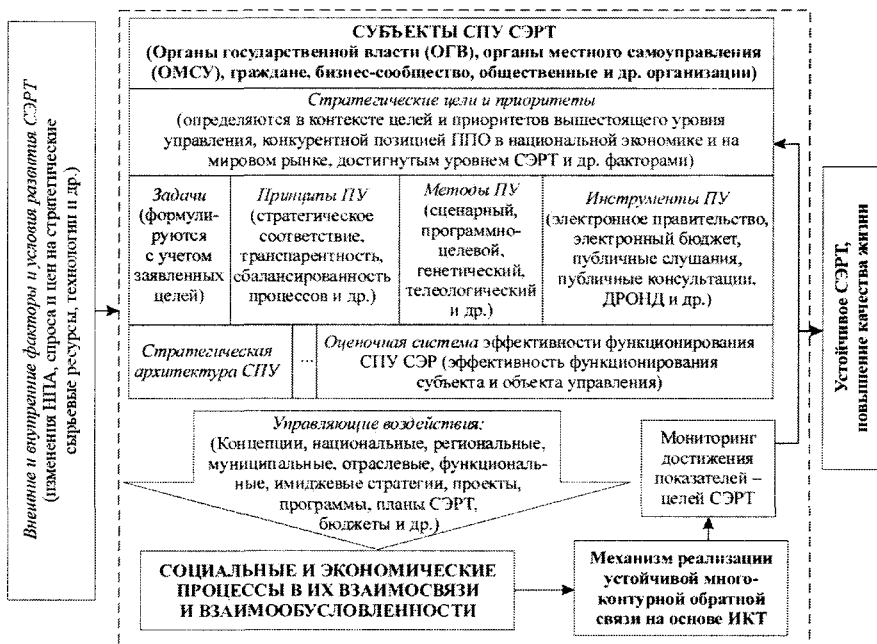 Внешние и внутренние факторы и условия развития СЭРТ
(изменения НПА, спроса и цен на стратегические
сырьевые ресурсы, технологии и др.)
СУБЪЕКТЫ СПУ СЭРТ
(Органы государственной власти (ОГВ), органы местного самоуправления
(ОМСУ), граждане, бизнес-сообщество, общественные и др. организации)
Стратегические цели и приоритеты
(определяются в контексте целей и приоритетов вышестоящего уровня
управления, конкурентной позицией ППО в национальной экономике и на
мировом рынке, достигнутым уровнем СЭРТ и др. факторами)
Задачи
(формули-
руются
с учетом
заявленных
целей)
Принципы ПУ
(стратегическое
соответствие,
транспарентность,
сбалансированность
процессов и др.)
Методы ПУ
(сценарный,
программно-
целевой,
генетический,
телеологический
и др.)
Инструменты ПУ
(электронное правительство,
электронный бюджет,
публичные слушания,
публичные консультации,
ДРОНД и др.)
Стратегическая
архитектура СПУ
...
Оценочная система эффективности функционирования
СПУ СЭР (эффективность функционирования
субъекта и объекта управления)
Управляющие воздействия:
(Концепции, национальные, региональные,
муниципальные, отраслевые, функциональ-
ные, имиджевые стратегии, проекты,
программы, планы СЭРТ,
бюджеты и др.)
Мониторинг
достижения
показателей –
целей СЭРТ
СОЦИАЛЬНЫЕ И ЭКОНОМИЧЕСКИЕ
ПРОЦЕССЫ В ИХ ВЗАИМОСВЯЗИ
И ВЗАИМООБУСЛОВЛЕННОСТИ
Механизм реализации
устойчивой много-
контурной обратной
связи на основе ИКТ
Устойчивое СЭРТ,
повышение качества жизни